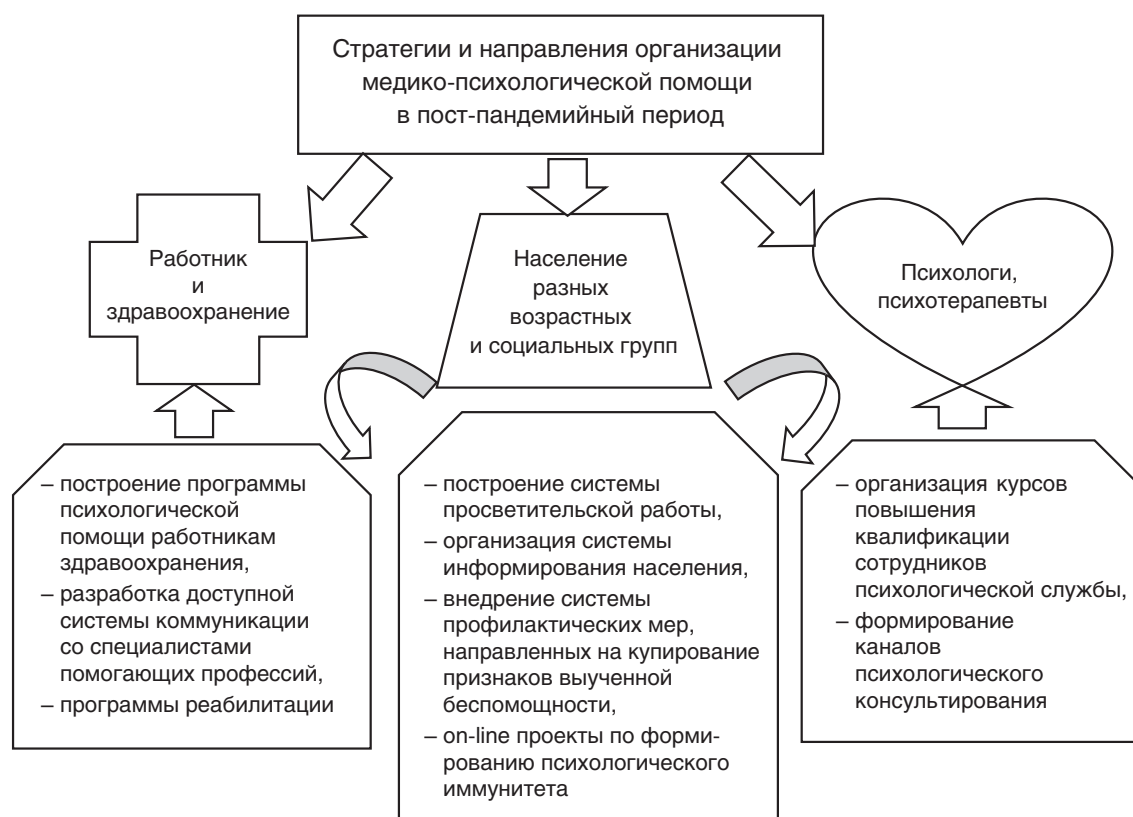 Стратегии и направления организации
медико-психологической помощи
в пост-пандемийный период
Работник
и
здравоохранение
Население
разных
возрастных
и социальных групп
Психологи,
психотерапевты
– построение программы
психологической
помощи работникам
здравоохранения,
– разработка доступной
системы коммуникации
со специалистами
помогающих профессий,
– программы реабилитации
– построение системы
просветительской работы,
– организация системы
информирования населения,
– внедрение системы
профилактических мер,
направленных на купирование
признаков выученной
беспомощности,
– on-line проекты по форми-
рованию психологического
иммунитета
– организация курсов
повышения
квалификации
сотрудников
психологической службы,
– формирование
каналов
психологического
консультирования